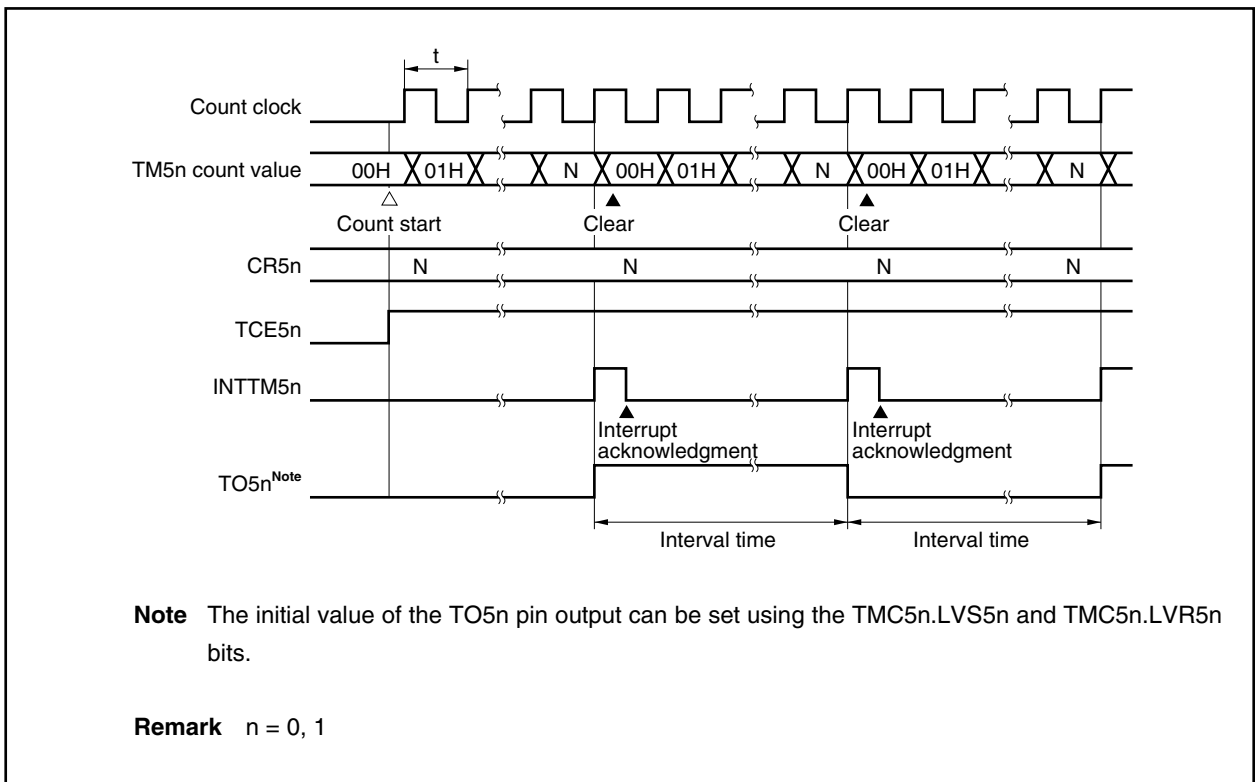 t
Count clock
TM5n count value 00H 01H N 00H 01H N 00H 01H N
Count start Clear Clear
CR5n N N N N
TCE5n
INTTM5n
Interrupt acknowledgment Interrupt acknowledgment
TO5nNote
Interval time Interval time
Note The initial value of the TO5n pin output can be set using the TMC5n.LVS5n and TMC5n.LVR5n
bits.
Remark n = 0, 1